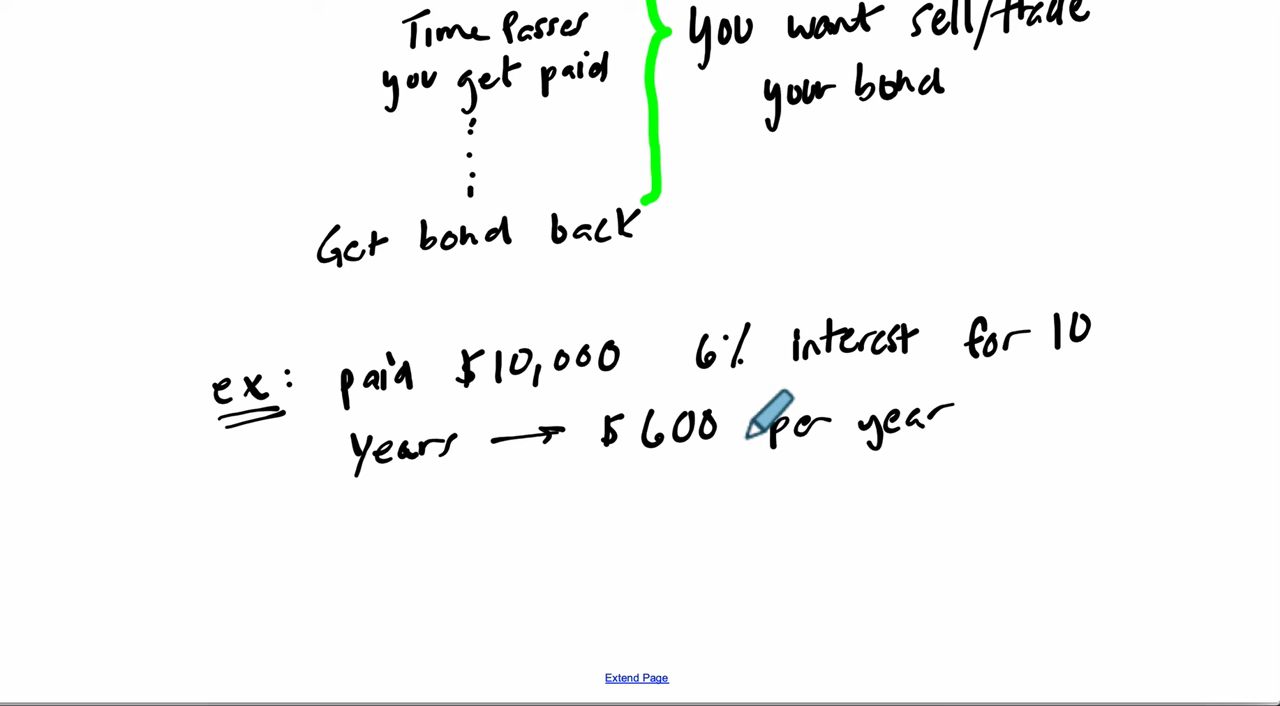 Time Passes
you get paid
You want sell/trade
your bond
Get bond back
ex: paid $10,000 6% interest for 10
years → $600 per year
Extend Page